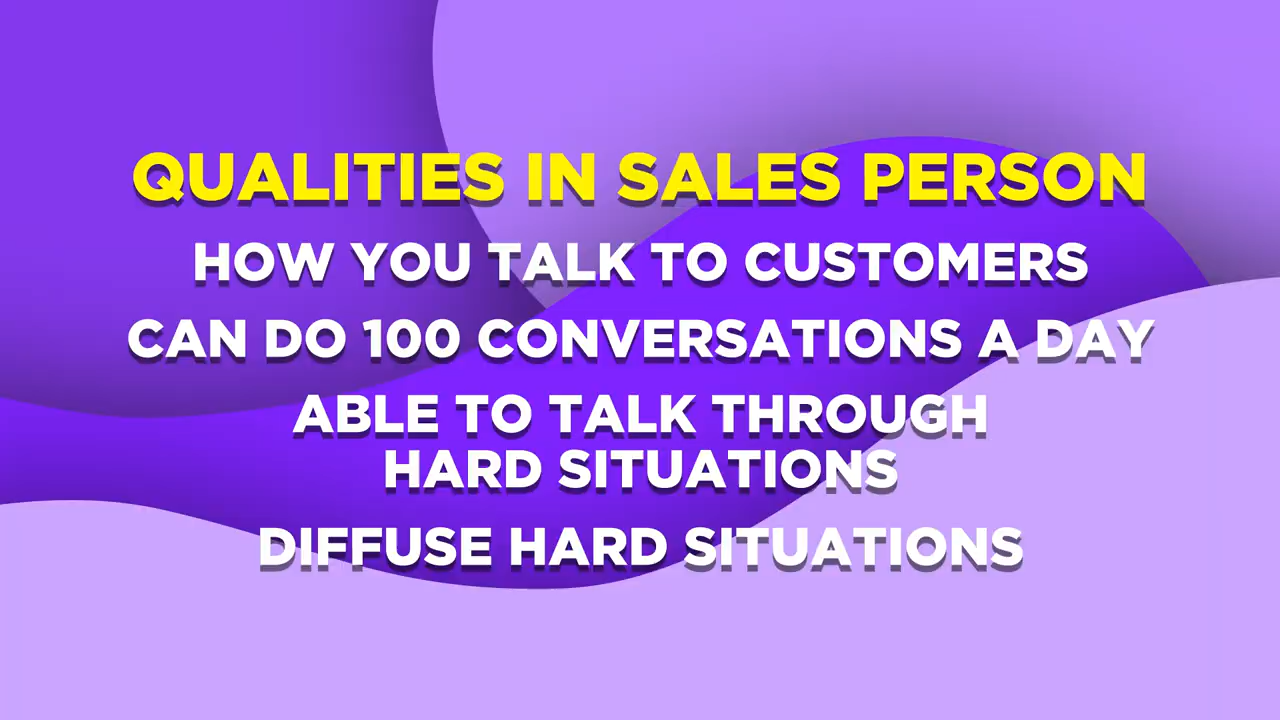 QUALITIES IN SALES PERSON
HOW YOU TALK TO CUSTOMERS
CAN DO 100 CONVERSATIONS A DAY
ABLE TO TALK THROUGH
HARD SITUATIONS
DIFFUSE HARD SITUATIONS